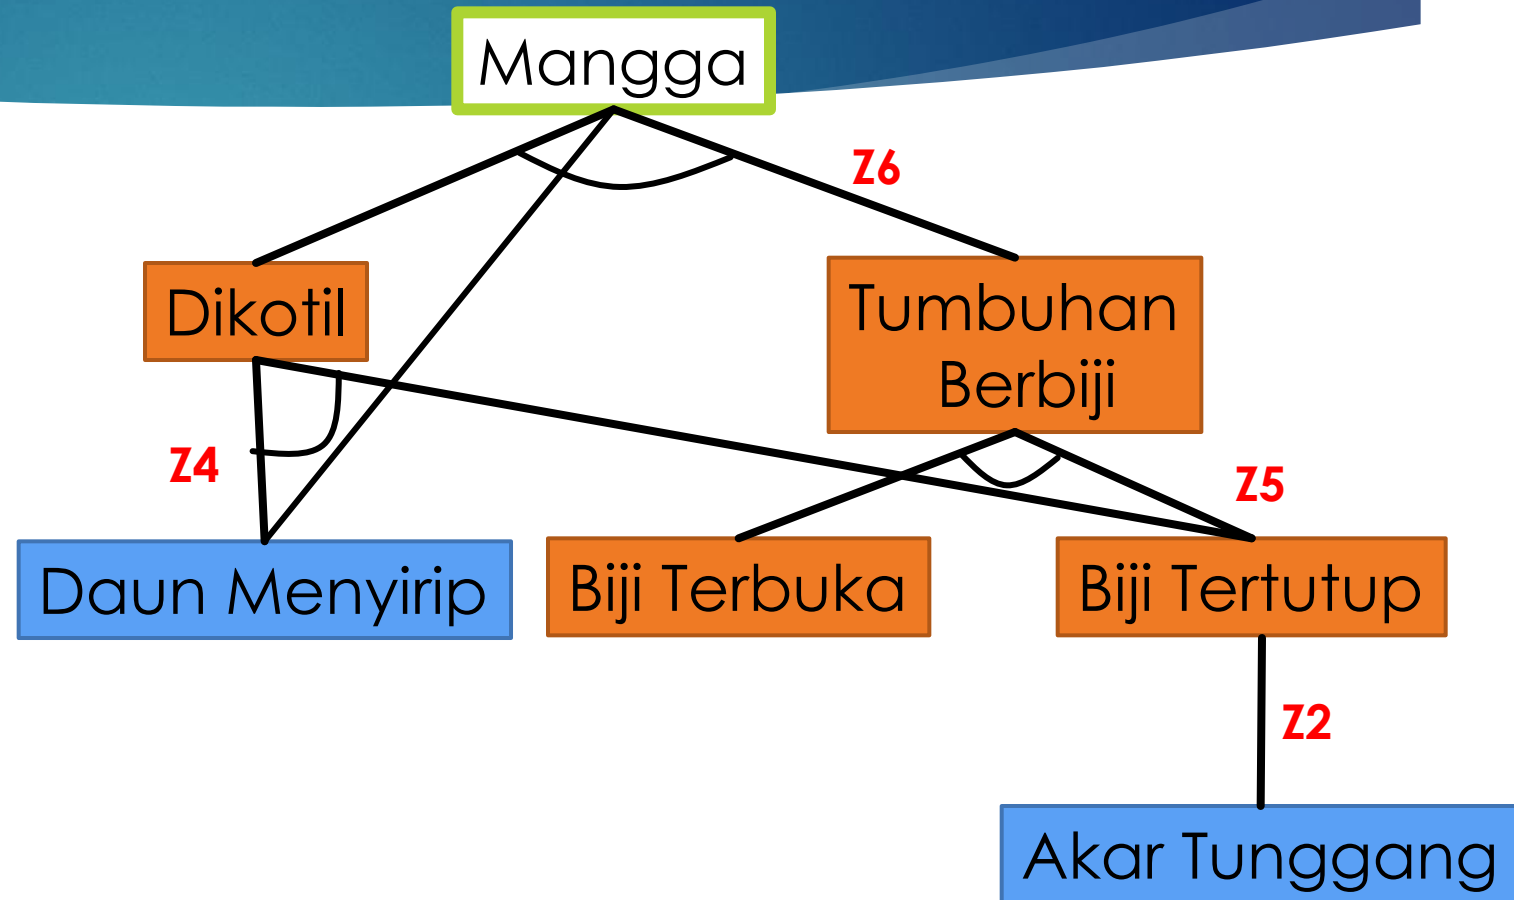 Mangga
Z6
Dikotil
Tumbuhan
Berbiji
Z4
Z5
Daun Menyirip
Biji Terbuka
Biji Tertutup
Z2
Akar Tunggang